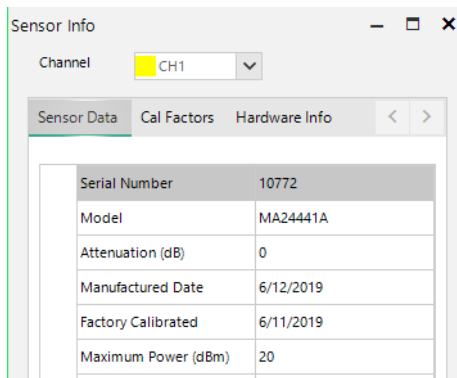 Sensor Info
Channel CH1
Sensor Data Cal Factors Hardware Info
Serial Number 10772
Model MA24441A
Attenuation (dB) 0
Manufactured Date 6/12/2019
Factory Calibrated 6/11/2019
Maximum Power (dBm) 20